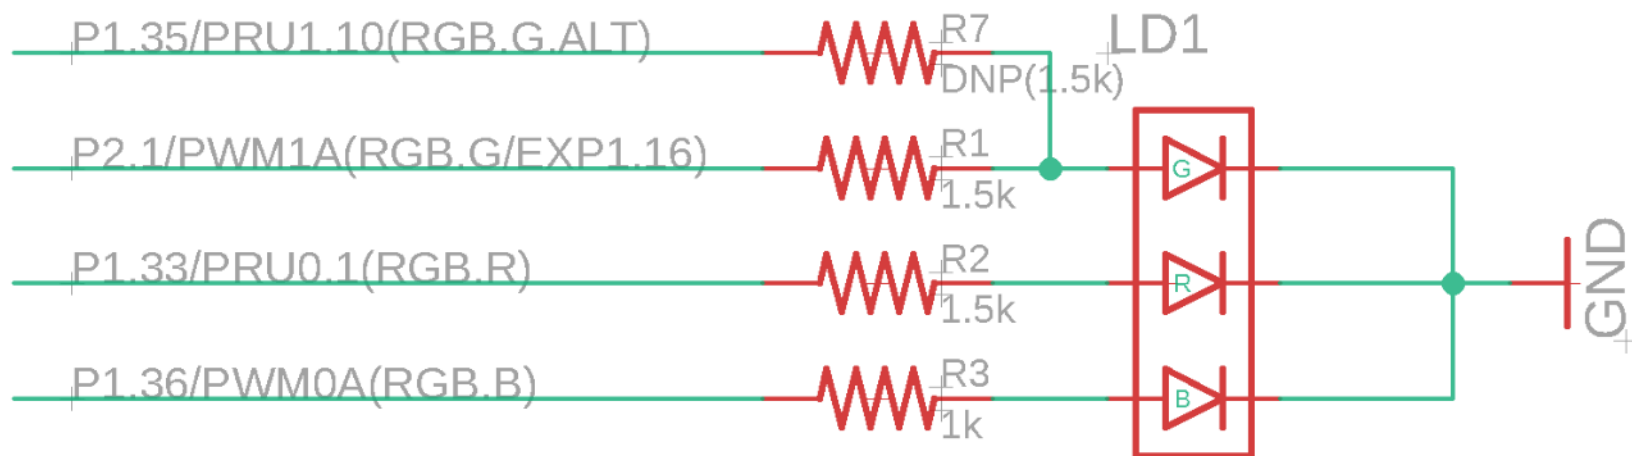 P1.35/PRU1.10(RGB.G.ALT)
R7
DNP(1.5k)
LD1
P2.1/PWM1A(RGB.G/EXP1.16)
R1
1.5k
G
P1.33/PRU0.1(RGB.R)
R2
1.5k
R
GND
P1.36/PWM0A(RGB.B)
R3
1k
B